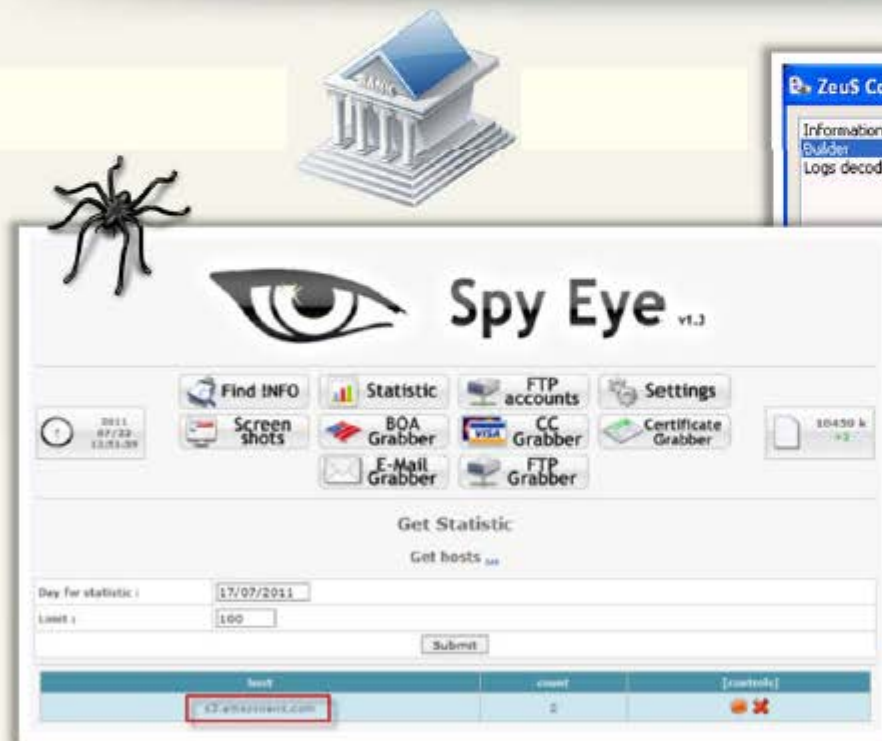 BANK
ZeuS Co
Information
Builder
Logs decod
Spy Eye v1.3
Find INFO
Statistic
FTP accounts
Settings
2011
07/22
Screen shots
BOA Grabber
VISA
CC Grabber
Certificate Grabber
10450 k
E-Mail Grabber
FTP Grabber
Get Statistic
Get hosts
Day for statistic :
17/07/2011
Limit :
100
Submit
host
count
[controls]
2